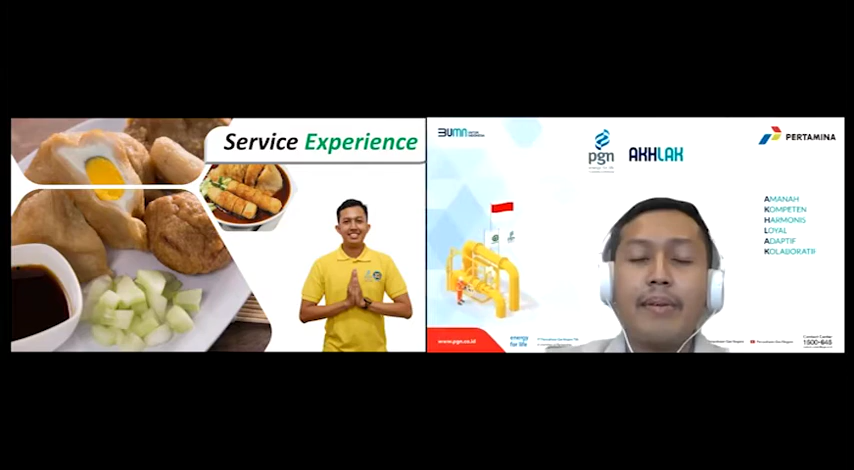 Service Experience
BUMN
pgn
AKHLAK
PERTAMINA
AMANAH
KOMPETEN
HARMONIS
LOYAL
ADAPTIF
KOLABORATIF
www.pgn.co.id
energy
for life
Contact Center
1500-645